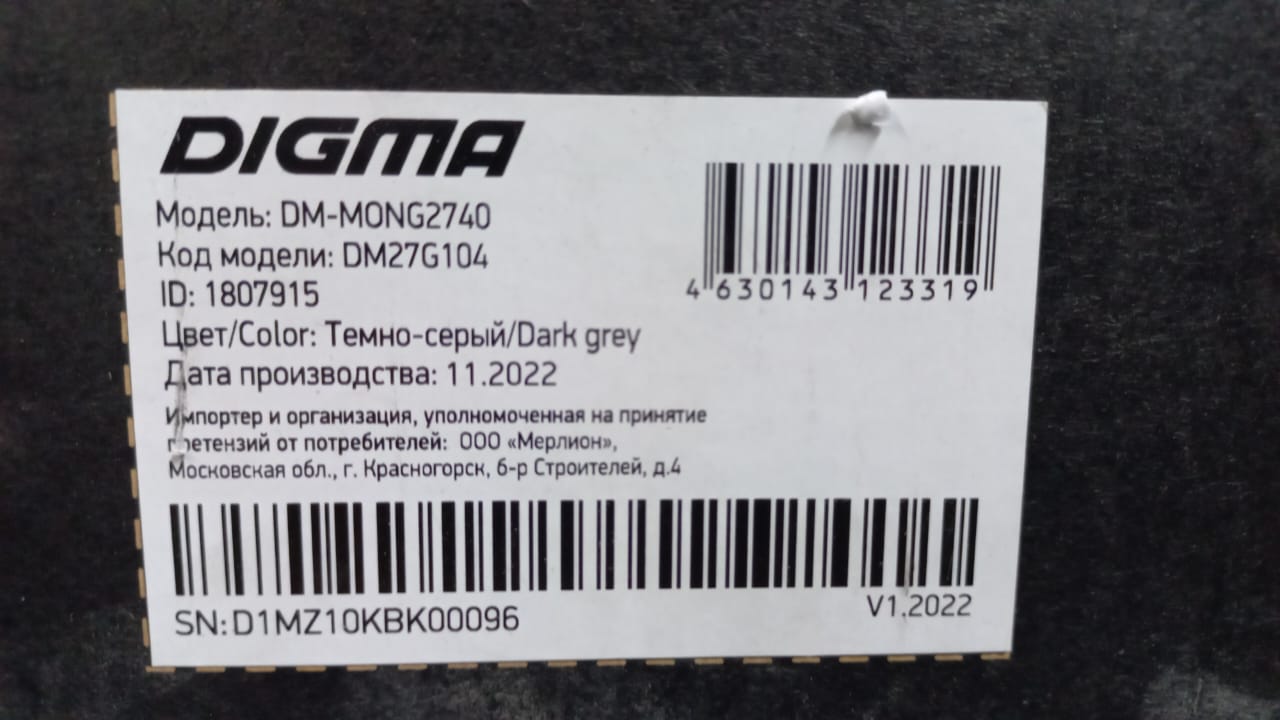 DIGMA
Модель: DM-MONG2740
Код модели: DM27G104
ID: 1807915
Цвет/Color: Темно-серый/Dark grey
Дата производства: 11.2022
Импортер и организация, уполномоченная на принятие
претензий от потребителей: ООО «Мерлион»,
Московская обл., г. Красногорск, б-р Строителей, д.4
4 630143 123319
SN:D1MZ10KBK00096
V1.2022